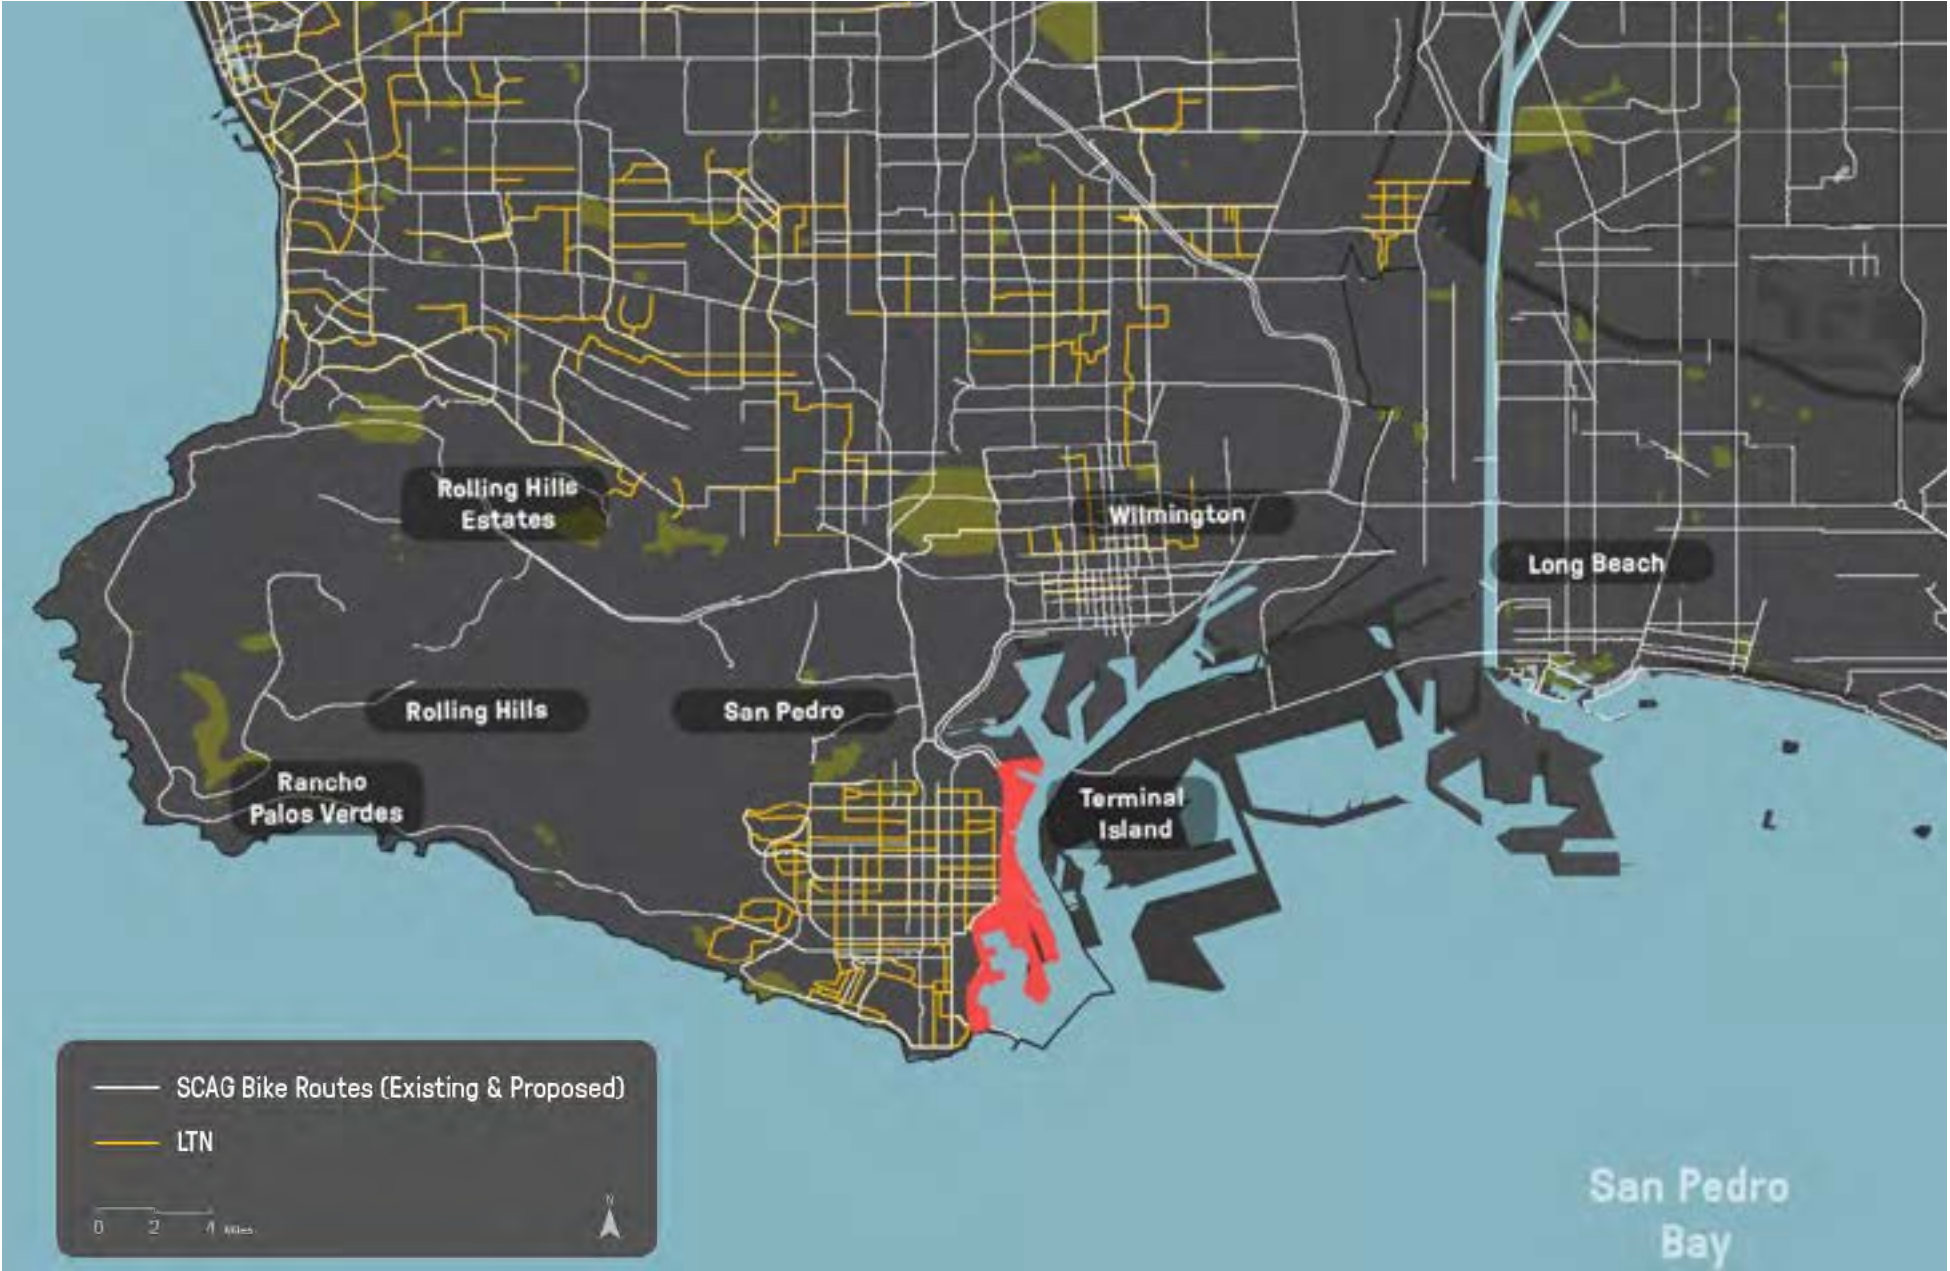 Rolling Hills
Estates
Wilmington
Long Beach
Rolling Hills
San Pedro
Rancho
Palos Verdes
Terminal
Island
SCAG Bike Routes (Existing & Proposed)
LTN
N
0 2 4 Miles
San Pedro
Bay